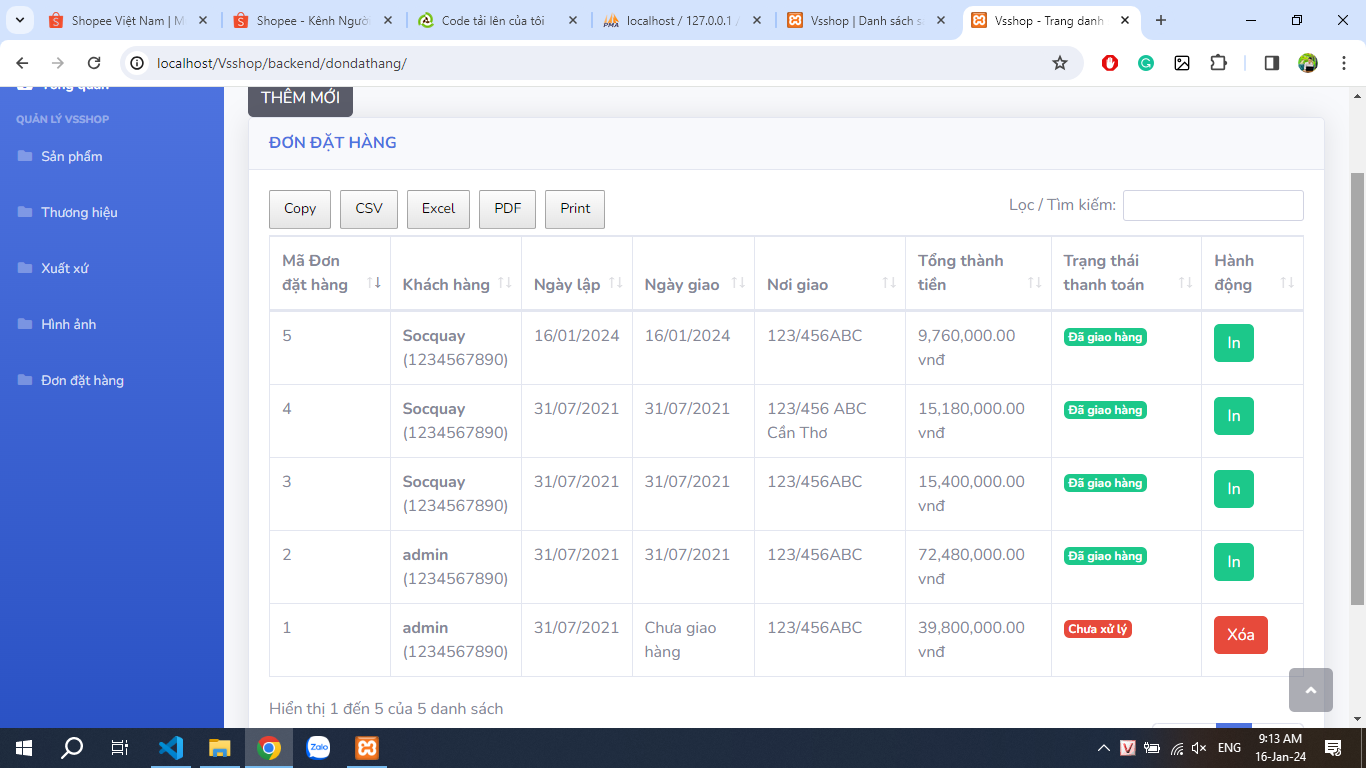 Shopee Việt Nam | M
Shopee - Kênh Người
Code tải lên của tôi
localhost / 127.0.0.1 /
Vsshop | Danh sách s
Vsshop - Trang danh
localhost/Vsshop/backend/dondathang/
Tổng quan
QUẢN LÝ VSSHOP
Sản phẩm
Thương hiệu
Xuất xứ
Hình ảnh
Đơn đặt hàng
THÊM MỚI
ĐƠN ĐẶT HÀNG
Copy CSV Excel PDF Print
Lọc / Tìm kiếm:
Mã Đơn đặt hàng Khách hàng Ngày lập Ngày giao Nơi giao Tổng thành tiền Trạng thái thanh toán Hành động
5 Socquay (1234567890) 16/01/2024 16/01/2024 123/456ABC 9,760,000.00 vnđ Đã giao hàng In
4 Socquay (1234567890) 31/07/2021 31/07/2021 123/456 ABC Cần Thơ 15,180,000.00 vnđ Đã giao hàng In
3 Socquay (1234567890) 31/07/2021 31/07/2021 123/456ABC 15,400,000.00 vnđ Đã giao hàng In
2 admin (1234567890) 31/07/2021 31/07/2021 123/456ABC 72,480,000.00 vnđ Đã giao hàng In
1 admin (1234567890) 31/07/2021 Chưa giao hàng 123/456ABC 39,800,000.00 vnđ Chưa xử lý Xóa
Hiển thị 1 đến 5 của 5 danh sách
Zalo
ENG
9:13 AM
16-Jan-24